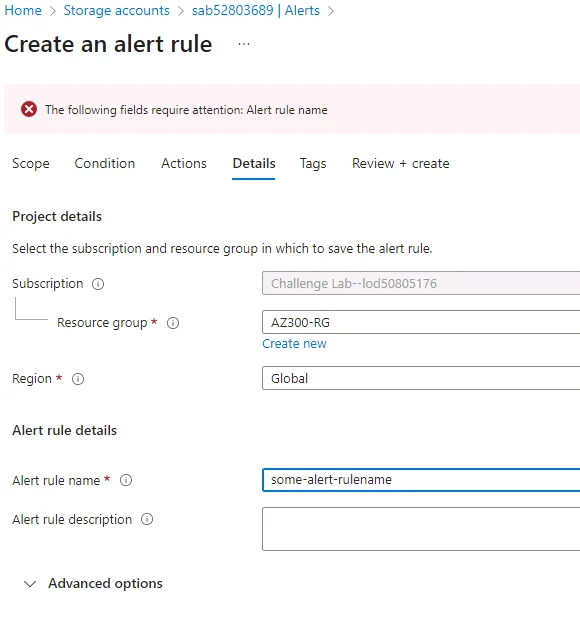 Home > Storage accounts > sab52803689 | Alerts >
Create an alert rule ...
The following fields require attention: Alert rule name
Scope Condition Actions Details Tags Review + create
Project details
Select the subscription and resource group in which to save the alert rule.
Subscription Challenge Lab--lod50805176
Resource group * AZ300-RG
Create new
Region * Global
Alert rule details
Alert rule name * some-alert-rulename
Alert rule description
Advanced options